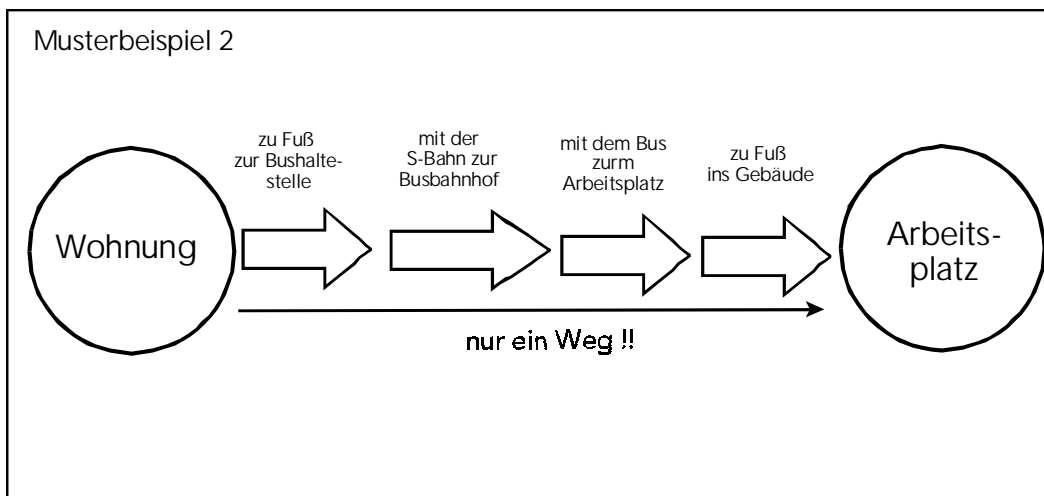 Musterbeispiel 2
zu Fuß
zur Bushalte-
stelle
mit der
S-Bahn zur
Busbahnhof
mit dem Bus
zurm
Arbeitsplatz
zu Fuß
ins Gebäude
Wohnung
Arbeits-
platz
nur ein Weg !!